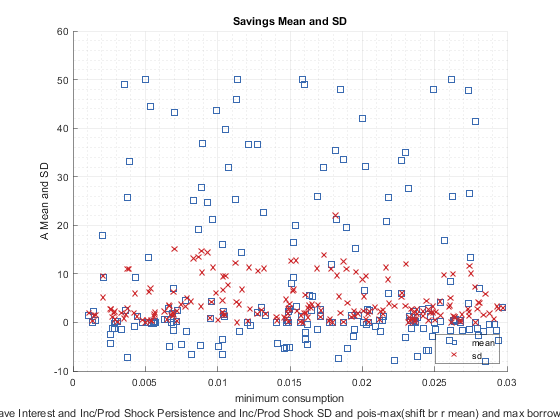 Savings Mean and SD
60
50
40
30
20
10
0
-10
A Mean and SD
0 0.005 0.01 0.015 0.02 0.025 0.03
minimum consumption
mean
sd
ave Interest and Inc/Prod Shock Persistence and Inc/Prod Shock SD and pois-max(shift br r mean) and max borrow